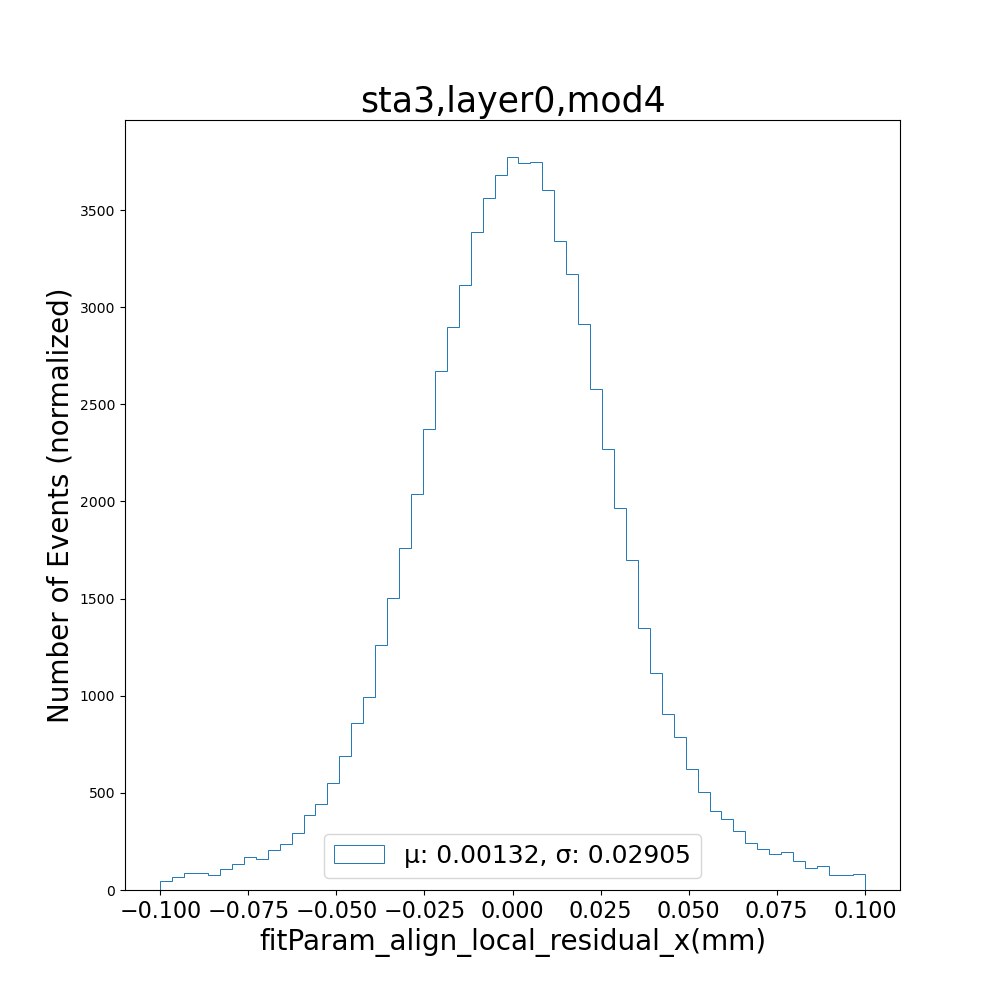 sta3,layer0,mod4
Number of Events (normalized)
3500
3000
2500
2000
1500
1000
500
0
μ: 0.00132, σ: 0.02905
−0.100 −0.075 −0.050 −0.025 0.000 0.025 0.050 0.075 0.100
fitParam_align_local_residual_x(mm)